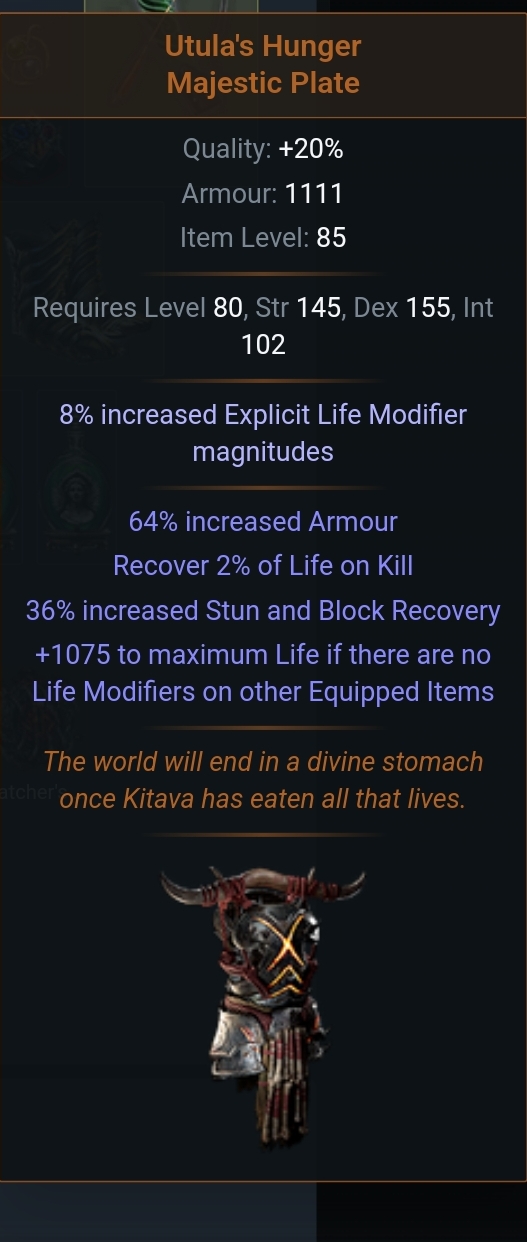 Utula's Hunger
Majestic Plate
Quality: +20%
Armour: 1111
Item Level: 85
Requires Level 80, Str 145, Dex 155, Int
102
8% increased Explicit Life Modifier
magnitudes
64% increased Armour
Recover 2% of Life on Kill
36% increased Stun and Block Recovery
+1075 to maximum Life if there are no
Life Modifiers on other Equipped Items
The world will end in a divine stomach
atcher's
once Kitava has eaten all that lives.